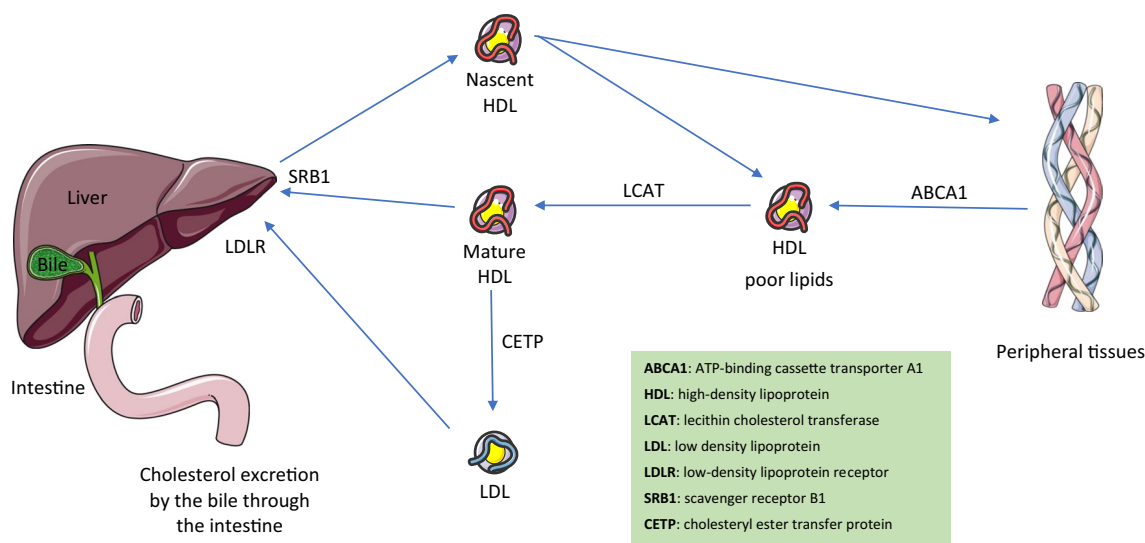 Nascent
HDL
Liver
SRB1
LCAT
ABCA1
Bile
LDLR
Mature
HDL
HDL
poor lipids
CETP
Peripheral tissues
Intestine
LDL
Cholesterol excretion
by the bile through
the intestine
ABCA1: ATP-binding cassette transporter A1
HDL: high-density lipoprotein
LCAT: lecithin cholesterol transferase
LDL: low density lipoprotein
LDLR: low-density lipoprotein receptor
SRB1: scavenger receptor B1
CETP: cholesteryl ester transfer protein